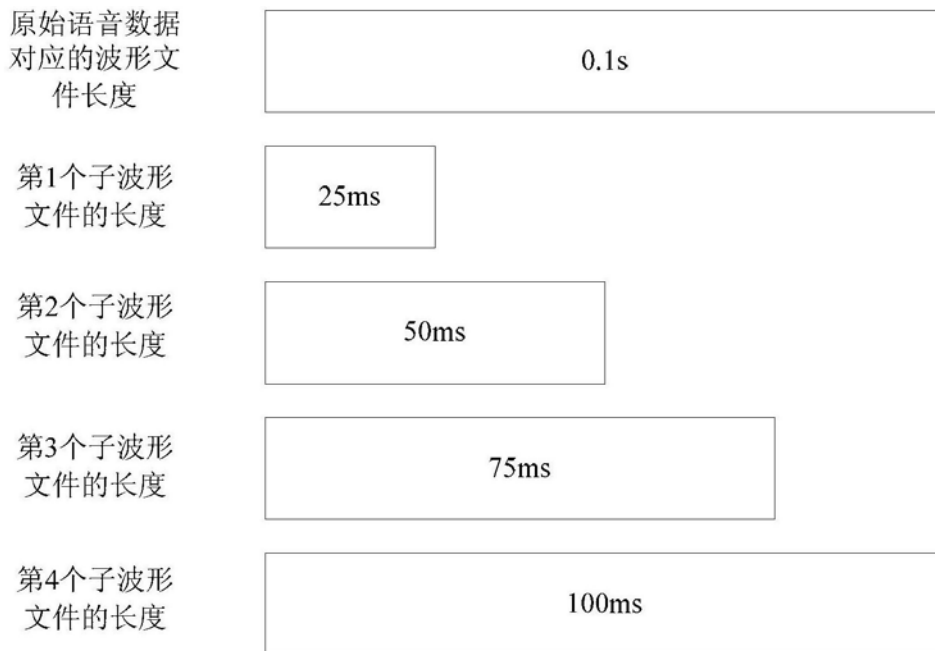 原始语音数据
对应的波形文
件长度
0.1s
第1个子波形
文件的长度
25ms
第2个子波形
文件的长度
50ms
第3个子波形
文件的长度
75ms
第4个子波形
文件的长度
100ms